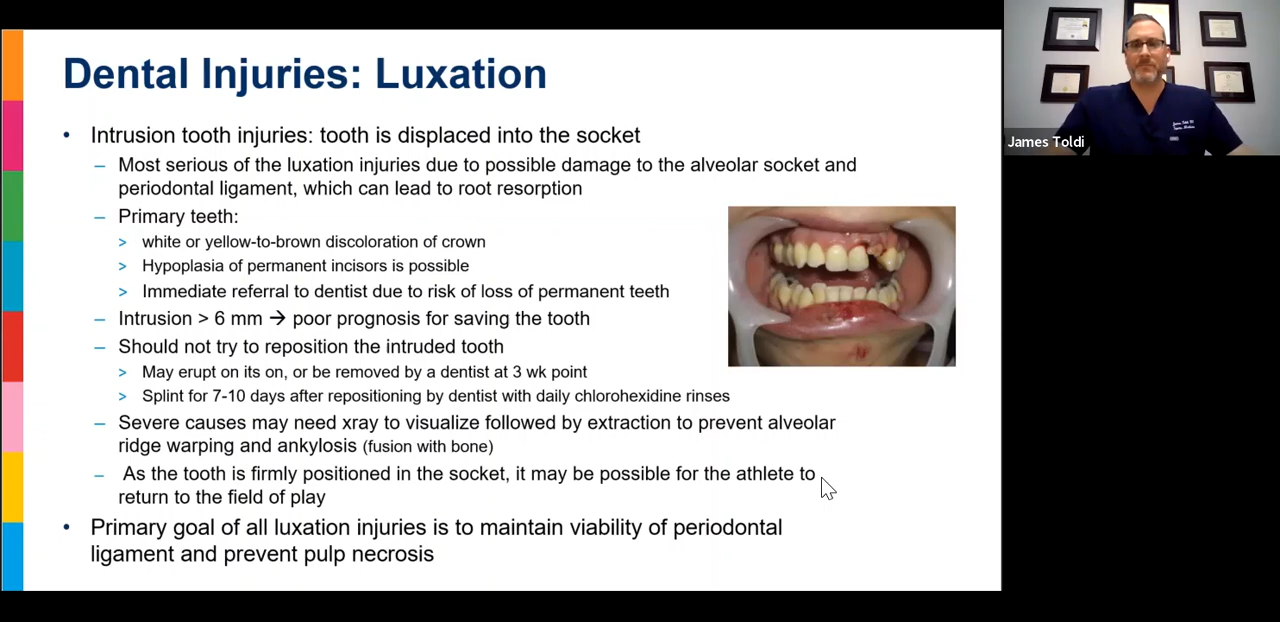 Dental Injuries: Luxation
• Intrusion tooth injuries: tooth is displaced into the socket
– Most serious of the luxation injuries due to possible damage to the alveolar socket and
periodontal ligament, which can lead to root resorption
– Primary teeth:
> white or yellow-to-brown discoloration of crown
> Hypoplasia of permanent incisors is possible
> Immediate referral to dentist due to risk of loss of permanent teeth
– Intrusion > 6 mm → poor prognosis for saving the tooth
– Should not try to reposition the intruded tooth
> May erupt on its on, or be removed by a dentist at 3 wk point
> Splint for 7-10 days after repositioning by dentist with daily chlorohexidine rinses
– Severe causes may need xray to visualize followed by extraction to prevent alveolar
ridge warping and ankylosis (fusion with bone)
– As the tooth is firmly positioned in the socket, it may be possible for the athlete to
return to the field of play
• Primary goal of all luxation injuries is to maintain viability of periodontal
ligament and prevent pulp necrosis
James Toldi